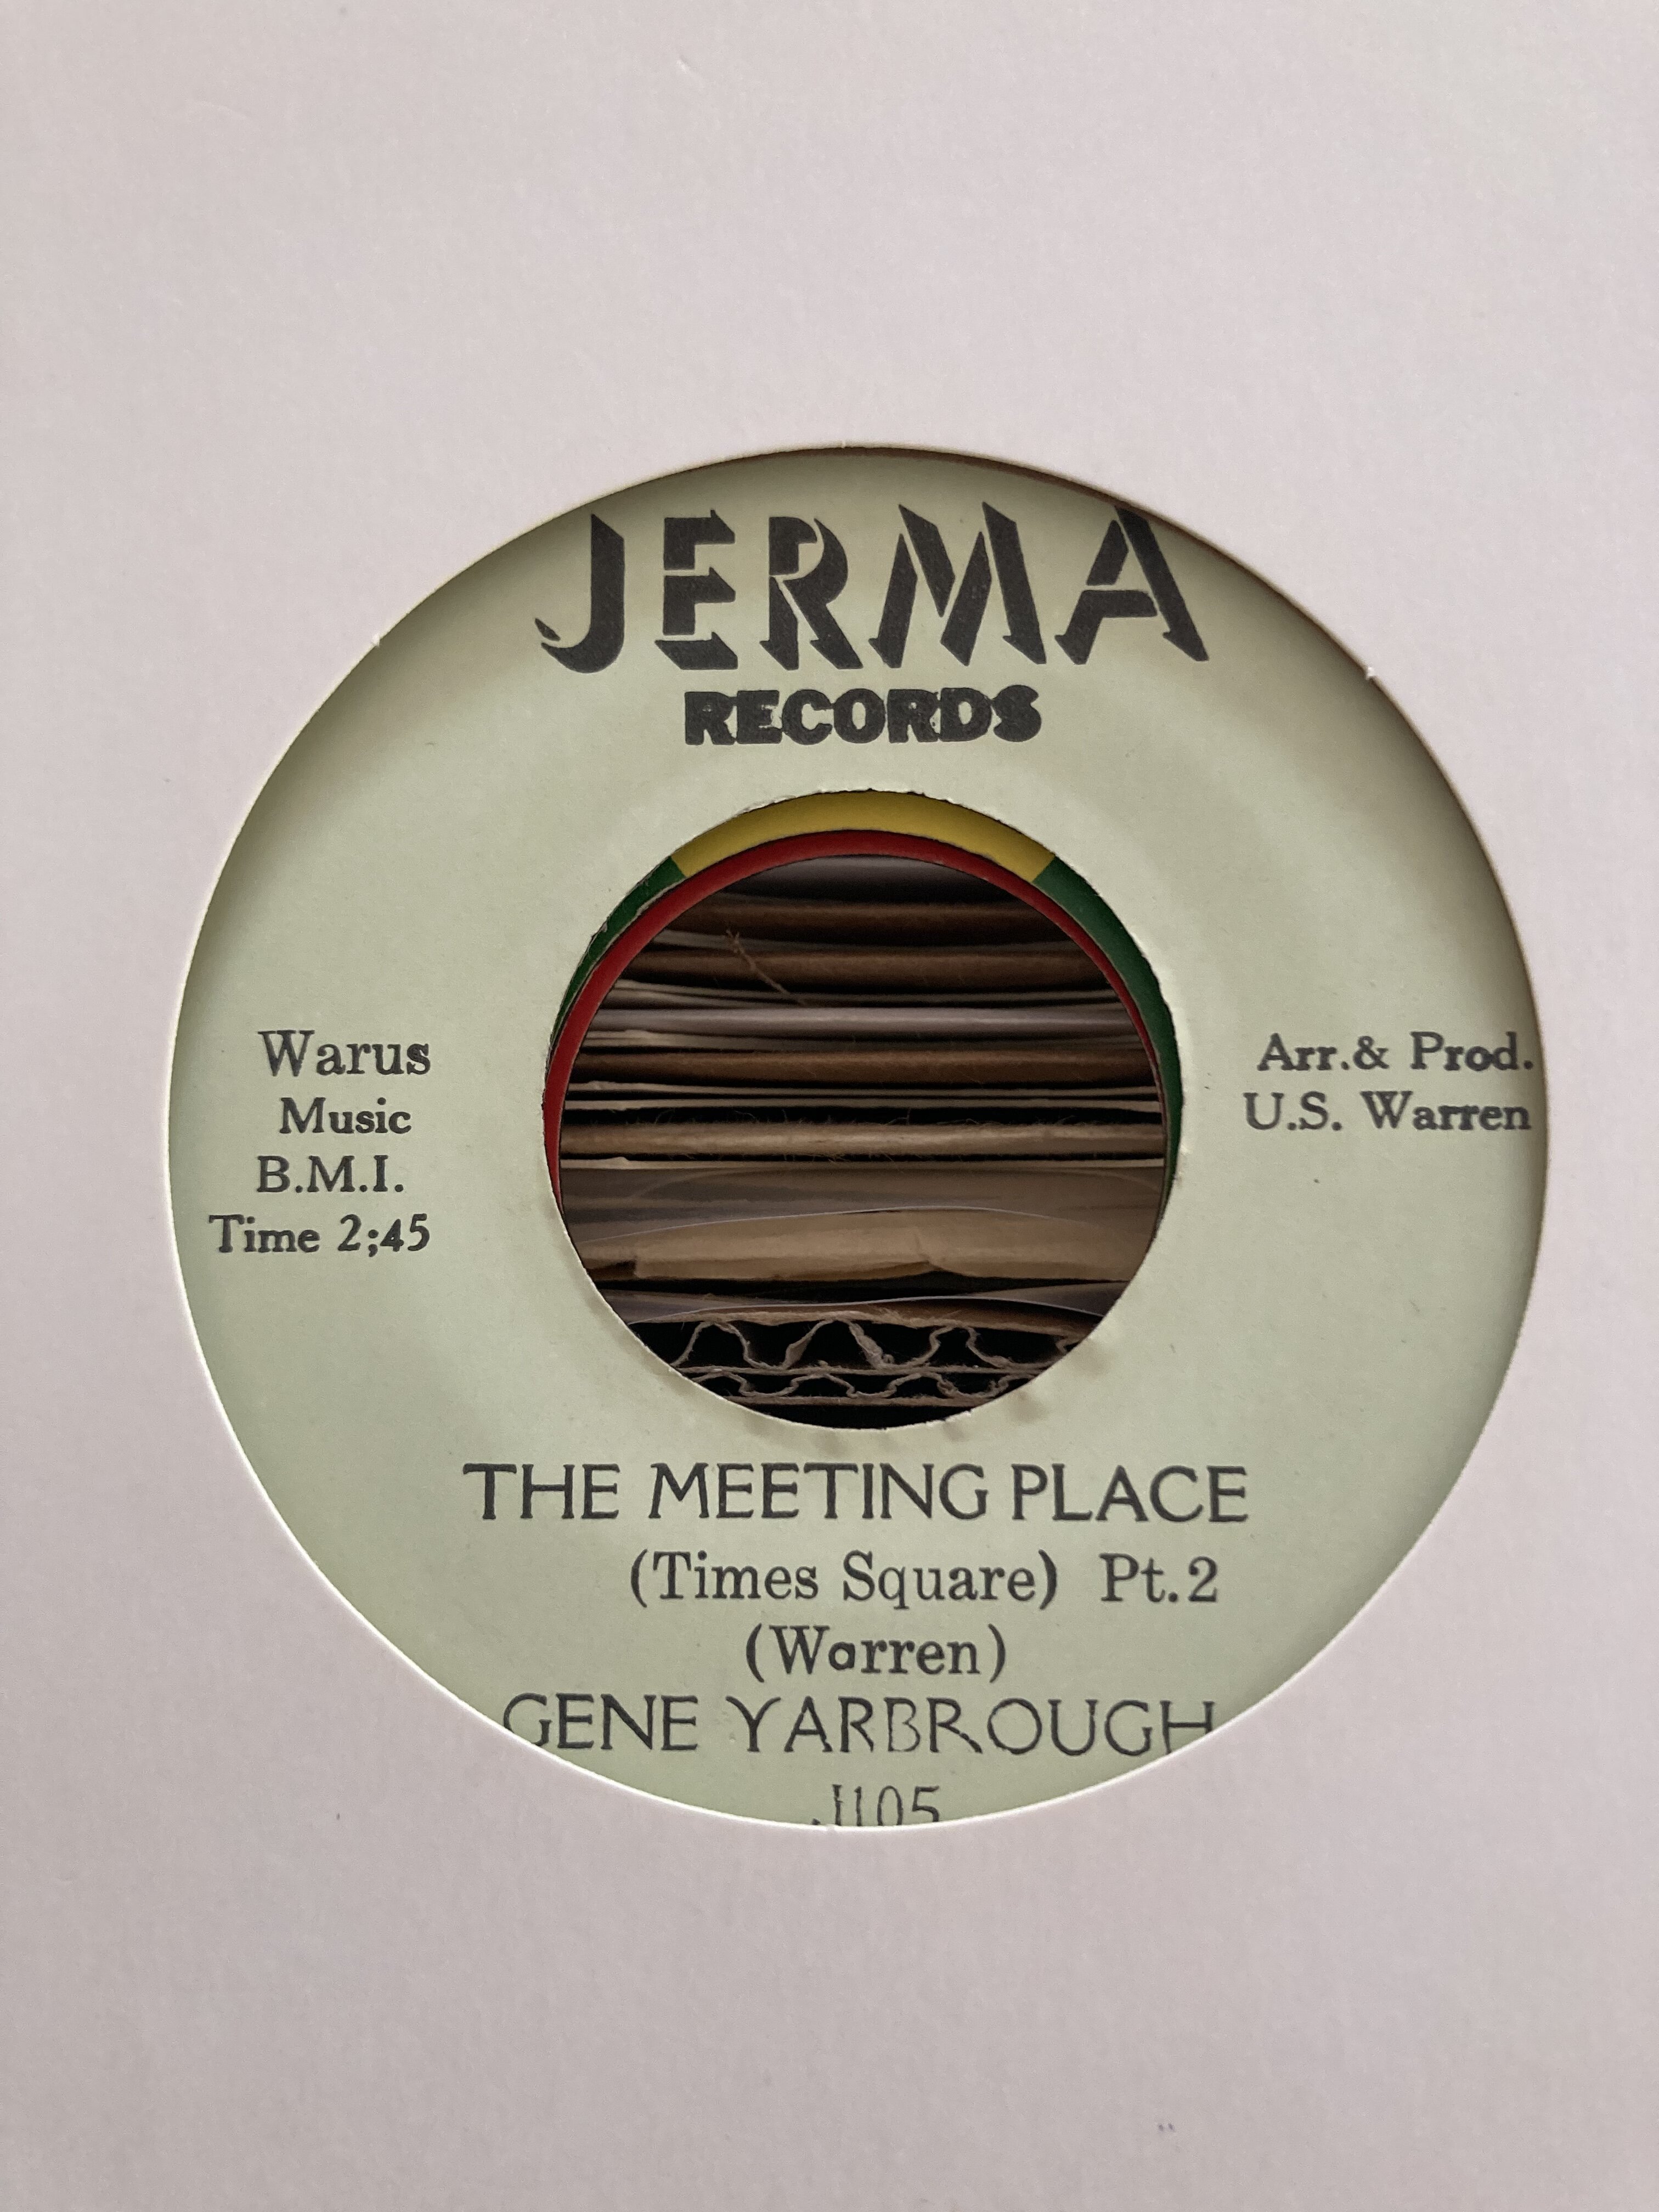 JERMA
RECORDS
Warus
Music
B.M.I.
Time 2;45
Arr.& Prod.
U.S. Warren
THE MEETING PLACE
(Times Square) Pt.2
(Warren)
GENE YARBROUGH
J105